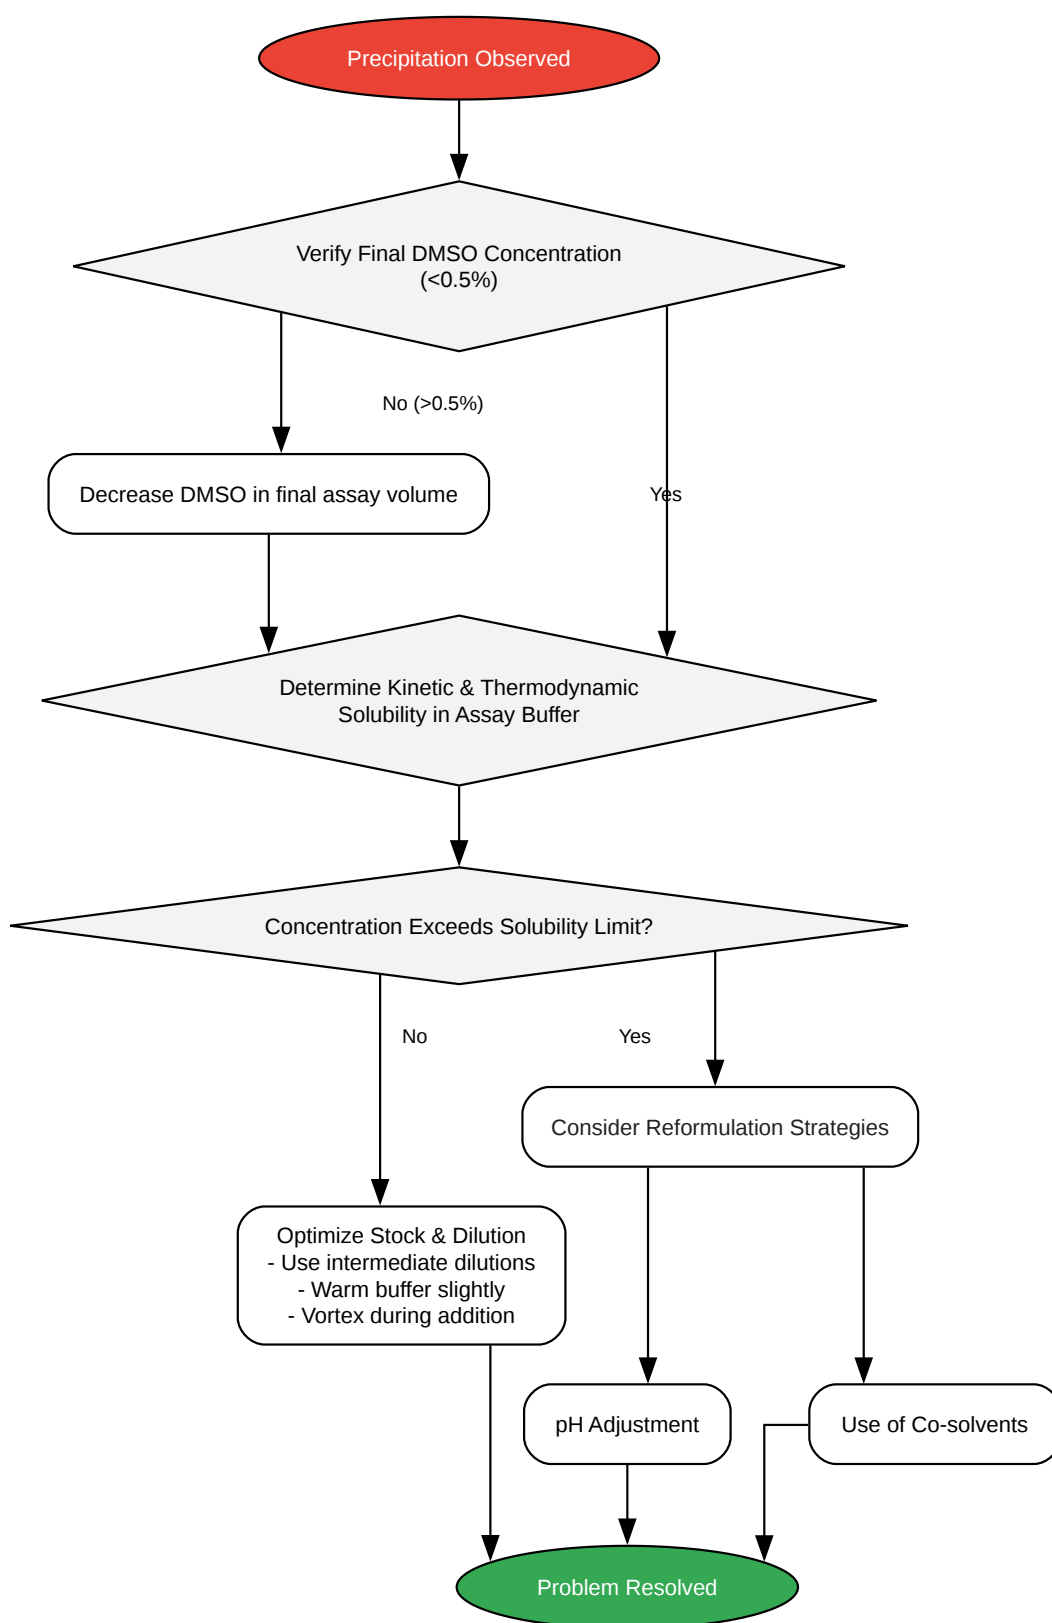 Precipitation Observed
Verify Final DMSO Concentration
(<0.5%)
No (>0.5%)
Decrease DMSO in final assay volume
Yes
Determine Kinetic & Thermodynamic
Solubility in Assay Buffer
Concentration Exceeds Solubility Limit?
No
Yes
Consider Reformulation Strategies
Optimize Stock & Dilution
- Use intermediate dilutions
- Warm buffer slightly
- Vortex during addition
pH Adjustment
Use of Co-solvents
Problem Resolved